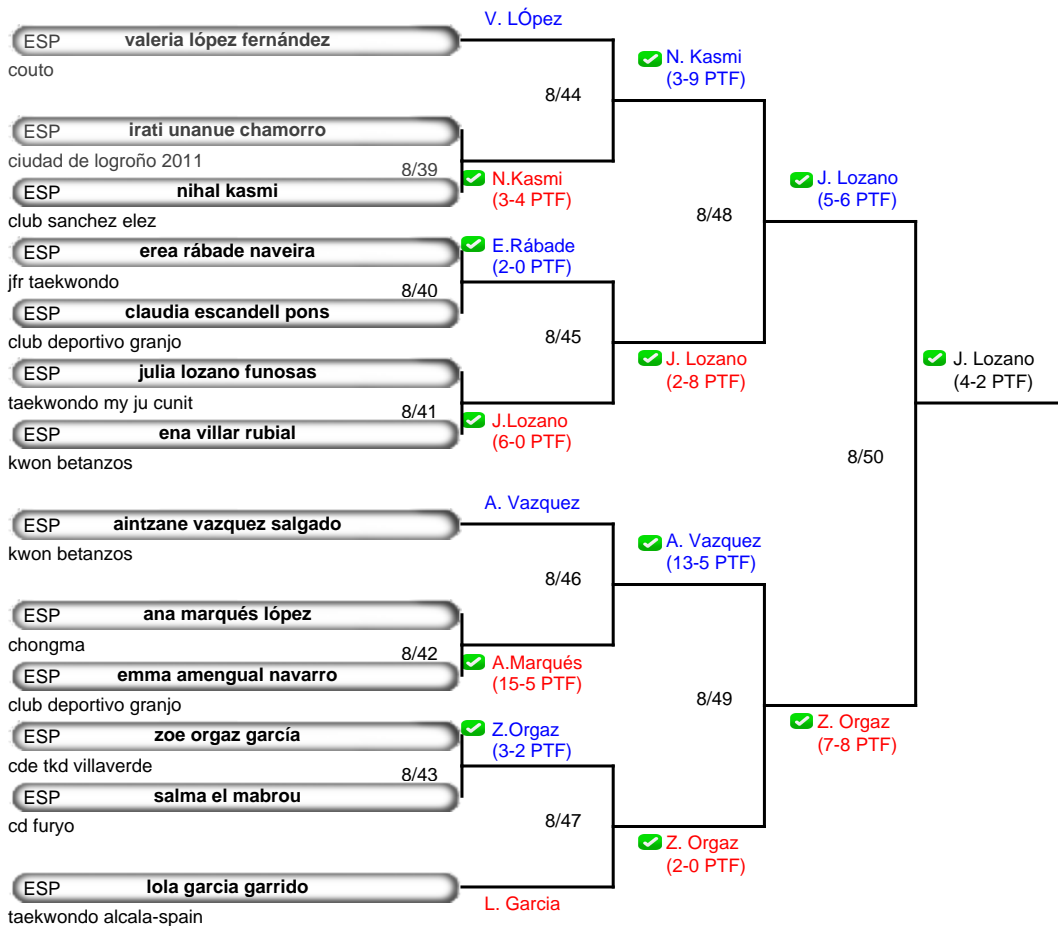 V. LÓpez
ESP valeria lópez fernández
couto
N. Kasmi
(3-9 PTF)
8/44
ESP irati unanue chamorro
ciudad de logroño 2011
8/39
N.Kasmi
(3-4 PTF)
J. Lozano
(5-6 PTF)
ESP nihal kasmi
club sanchez elez
8/48
ESP erea rábade naveira
E.Rábade
(2-0 PTF)
jfr taekwondo
8/40
ESP claudia escandell pons
club deportivo granjo
8/45
J. Lozano
(2-8 PTF)
J. Lozano
(4-2 PTF)
ESP julia lozano funosas
taekwondo my ju cunit
8/41
J.Lozano
(6-0 PTF)
ESP ena villar rubial
kwon betanzos
8/50
A. Vazquez
ESP aintzane vazquez salgado
kwon betanzos
A. Vazquez
(13-5 PTF)
8/46
ESP ana marqués lópez
chongma
8/42
A.Marqués
(15-5 PTF)
ESP emma amengual navarro
club deportivo granjo
8/49
ESP zoe orgaz garcía
Z.Orgaz
(3-2 PTF)
Z. Orgaz
(7-8 PTF)
cde tkd villaverde
8/43
ESP salma el mabrou
cd furyo
8/47
Z. Orgaz
(2-0 PTF)
ESP lola garcia garrido
L. Garcia
taekwondo alcala-spain